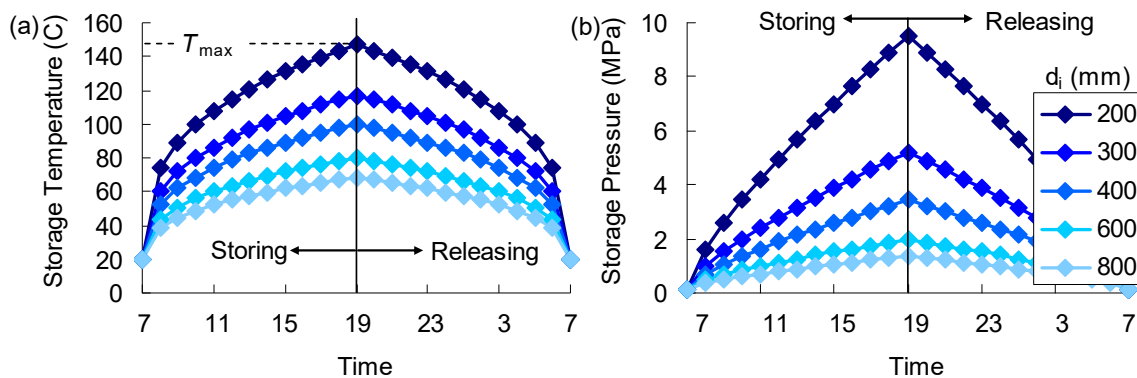 (a)
Storage Temperature (C)
160
140
120
100
80
60
40
20
0
Tmax
Storing
Releasing
7
11
15
19
23
3
7
Time
(b)
Storage Pressure (MPa)
10
8
6
4
2
0
Storing
Releasing
di (mm)
200
300
400
600
800
7
11
15
19
23
3
7
Time